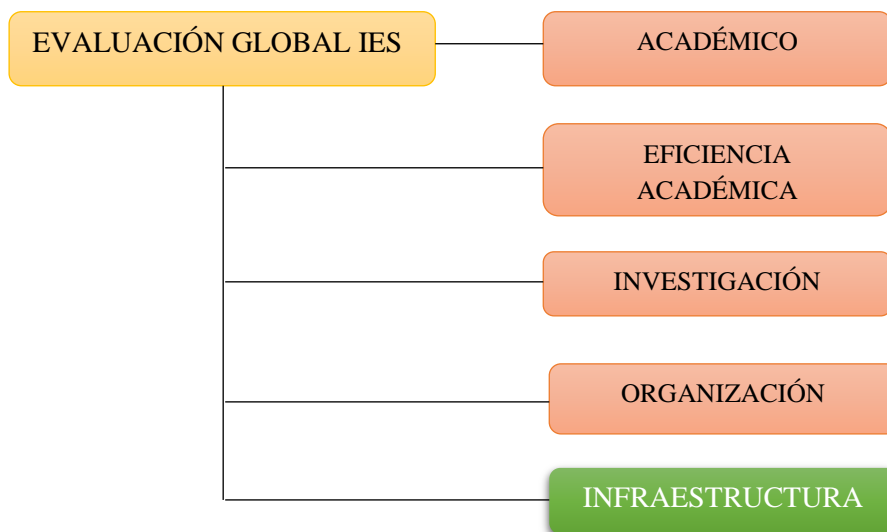 EVALUACIÓN GLOBAL IES
ACADÉMICO
EFICIENCIA
ACADÉMICA
INVESTIGACIÓN
ORGANIZACIÓN
INFRAESTRUCTURA